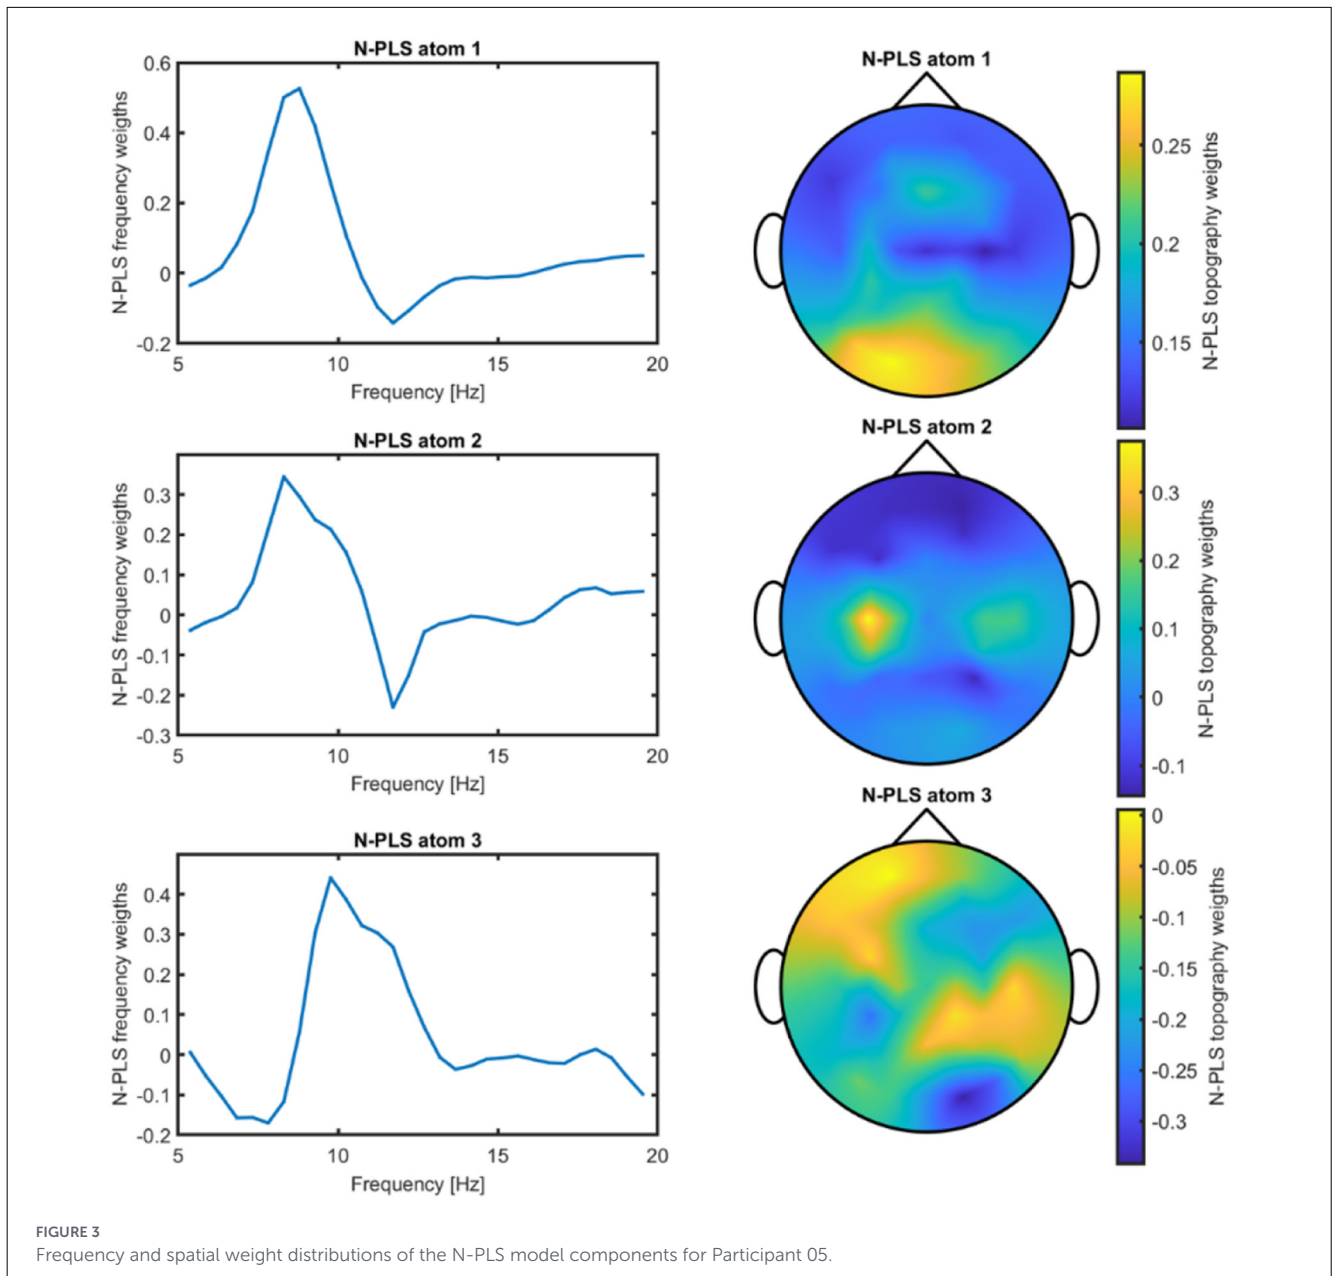 N-PLS atom 1
N-PLS frequency weigths
0.6
0.4
0.2
0
-0.2
5
10
15
20
Frequency [Hz]
N-PLS atom 1
0.25
0.2
0.15
N-PLS topography weigths
N-PLS atom 2
N-PLS frequency weigths
0.3
0.2
0.1
0
-0.1
-0.2
-0.3
5
10
15
20
Frequency [Hz]
N-PLS atom 2
0.3
0.2
0.1
0
-0.1
N-PLS topography weigths
N-PLS atom 3
N-PLS frequency weigths
0.4
0.3
0.2
0.1
0
-0.1
-0.2
5
10
15
20
Frequency [Hz]
N-PLS atom 3
0
-0.05
-0.1
-0.15
-0.2
-0.25
-0.3
N-PLS topography weigths
FIGURE 3
Frequency and spatial weight distributions of the N-PLS model components for Participant 05.